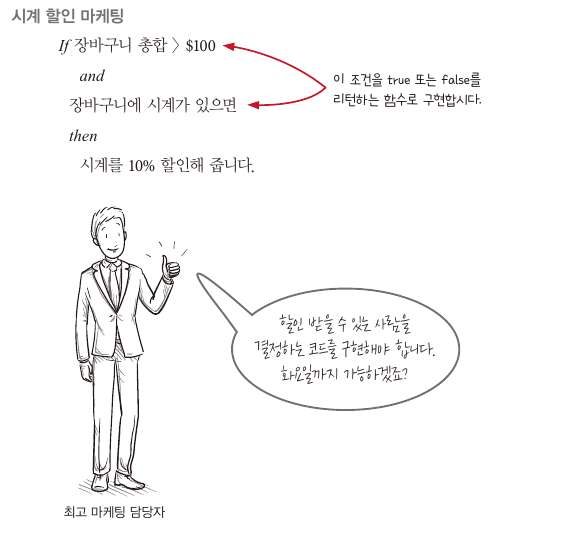 시계 할인 마케팅
If 장바구니 총합 > $100
and
장바구니에 시계가 있으면
then
시계를 10% 할인해 줍니다.
이 조건을 true 또는 false를
리턴하는 함수로 구현합시다.
할인 받을 수 있는 사람을
결정하는 코드를 구현해야 합니다.
화요일까지 가능하겠죠?
최고 마케팅 담당자